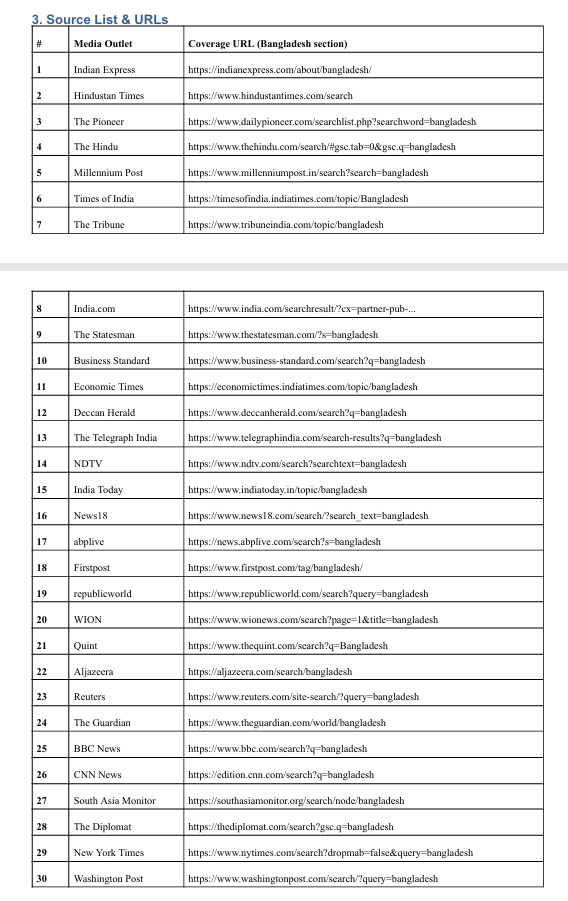 3. Source List & URLs
# Media Outlet Coverage URL (Bangladesh section)
1 Indian Express https://indianexpress.com/about/bangladesh/
2 Hindustan Times https://www.hindustantimes.com/search
3 The Pioneer https://www.dailypioneer.com/searchlist.php?searchword=bangladesh
4 The Hindu https://www.thehindu.com/search/#gsc.tab=0&gsc.q=bangladesh
5 Millennium Post https://www.millenniumpost.in/search?search=bangladesh
6 Times of India https://timesofindia.indiatimes.com/topic/Bangladesh
7 The Tribune https://www.tribuneindia.com/topic/bangladesh
8 India.com https://www.india.com/searchresult/?cx=partner-pub-...
9 The Statesman https://www.thestatesman.com/?s=bangladesh
10 Business Standard https://www.business-standard.com/search?q=bangladesh
11 Economic Times https://economictimes.indiatimes.com/topic/bangladesh
12 Deccan Herald https://www.deccanherald.com/search?q=bangladesh
13 The Telegraph India https://www.telegraphindia.com/search-results?q=bangladesh
14 NDTV https://www.ndtv.com/search?searchtext=bangladesh
15 India Today https://www.indiatoday.in/topic/bangladesh
16 News18 https://www.news18.com/search/?search_text=bangladesh
17 abplive https://news.abplive.com/search?s=bangladesh
18 Firstpost https://www.firstpost.com/tag/bangladesh/
19 republicworld https://www.republicworld.com/search?query=bangladesh
20 WION https://www.wionews.com/search?page=1&title=bangladesh
21 Quint https://www.thequint.com/search?q=Bangladesh
22 Aljazeera https://aljazeera.com/search/bangladesh
23 Reuters https://www.reuters.com/site-search/?query=bangladesh
24 The Guardian https://www.theguardian.com/world/bangladesh
25 BBC News https://www.bbc.com/search?q=bangladesh
26 CNN News https://edition.cnn.com/search?q=bangladesh
27 South Asia Monitor https://southasiamonitor.org/search/node/bangladesh
28 The Diplomat https://thediplomat.com/search?gsc.q=bangladesh
29 New York Times https://www.nytimes.com/search?dropmab=false&query=bangladesh
30 Washington Post https://www.washingtonpost.com/search/?query=bangladesh